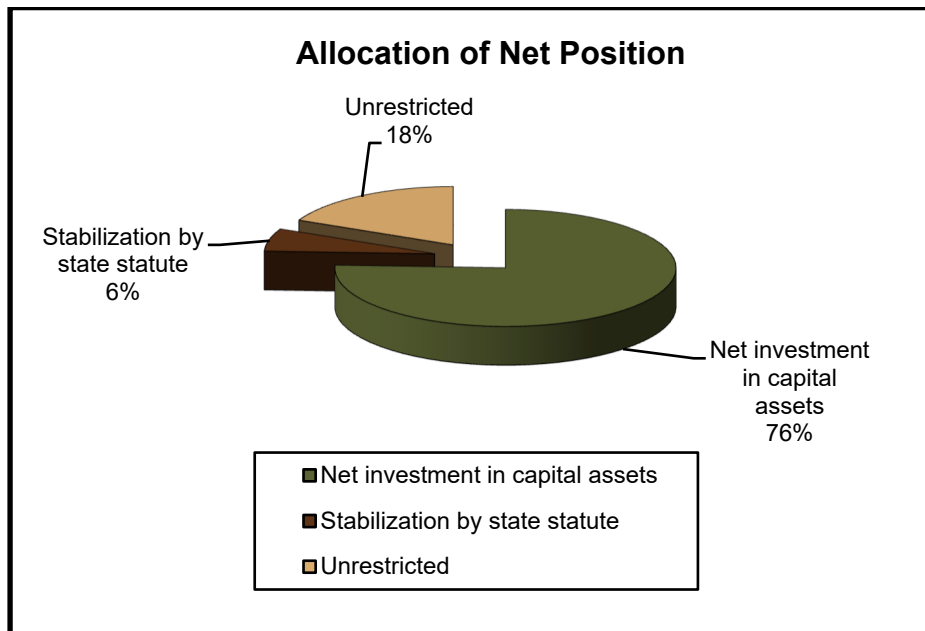 Allocation of Net Position
Unrestricted
18%
Stabilization by
state statute
6%
Net investment
in capital
assets
76%
Net investment in capital assets
Stabilization by state statute
Unrestricted